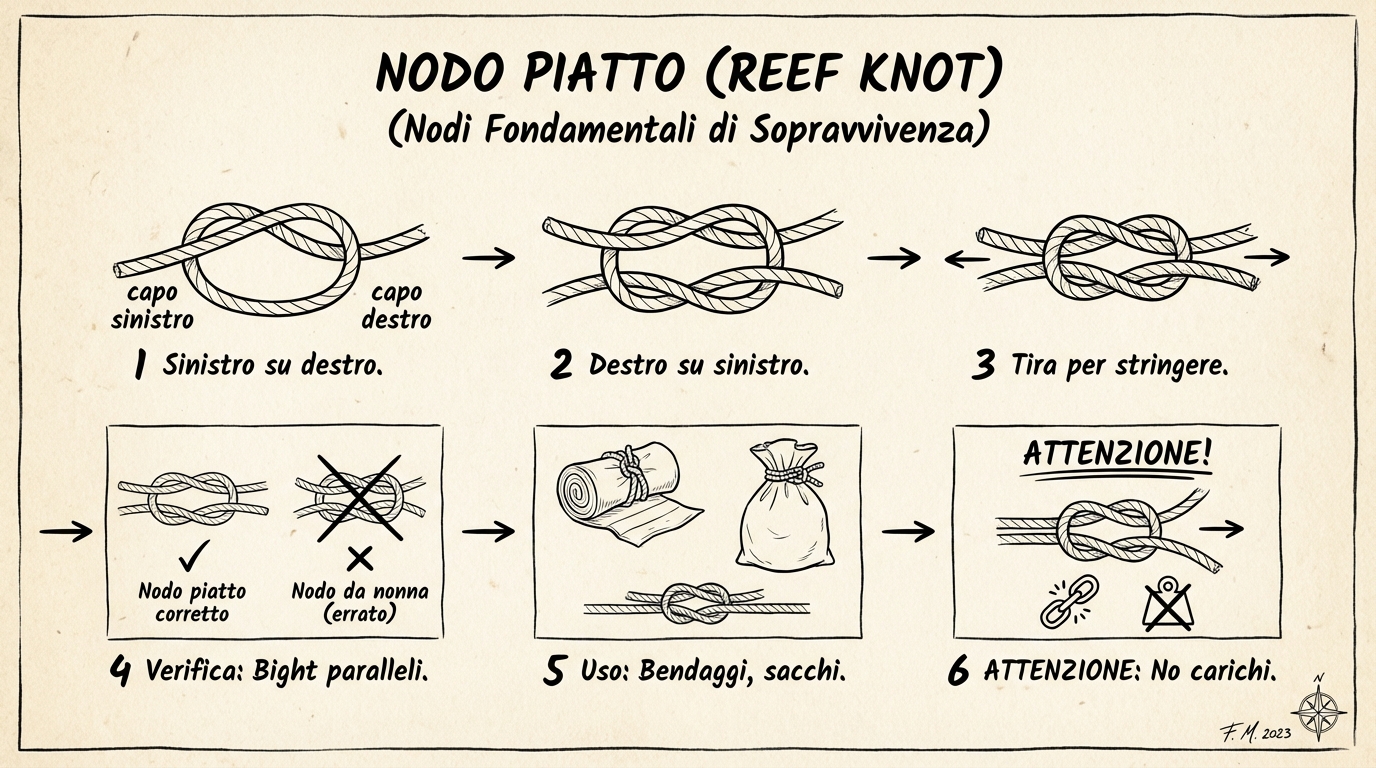 NODO PIATTO (REEF KNOT)
(Nodi Fondamentali di Sopravvivenza)
capo
sinistro
capo
destro
1 Sinistro su destro.
2 Destro su sinistro.
3 Tira per stringere.
Nodo piatto
corretto
Nodo da nonna
(errato)
4 Verifica: Bight paralleli.
5 Uso: Bendaggi, sacchi.
ATTENZIONE!
6 ATTENZIONE: No carichi.
N
F. M. 2023